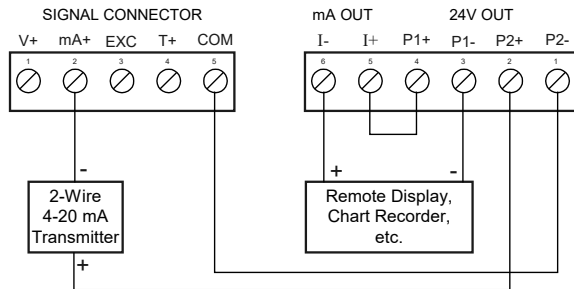 SIGNAL CONNECTOR
V+ mA+ EXC T+ COM
1 2 3 4 5
-
2-Wire
4-20 mA
Transmitter
+
mA OUT 24V OUT
I- I+ P1+ P1- P2+ P2-
6 5 4 3 2 1
+ -
Remote Display,
Chart Recorder,
etc.